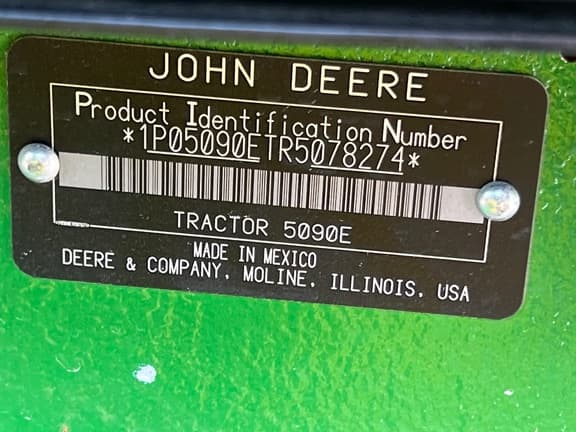 JOHN DEERE
Product Identification Number
*1P05090ETR5078274*
TRACTOR 5090E
MADE IN MEXICO
DEERE & COMPANY, MOLINE, ILLINOIS, USA